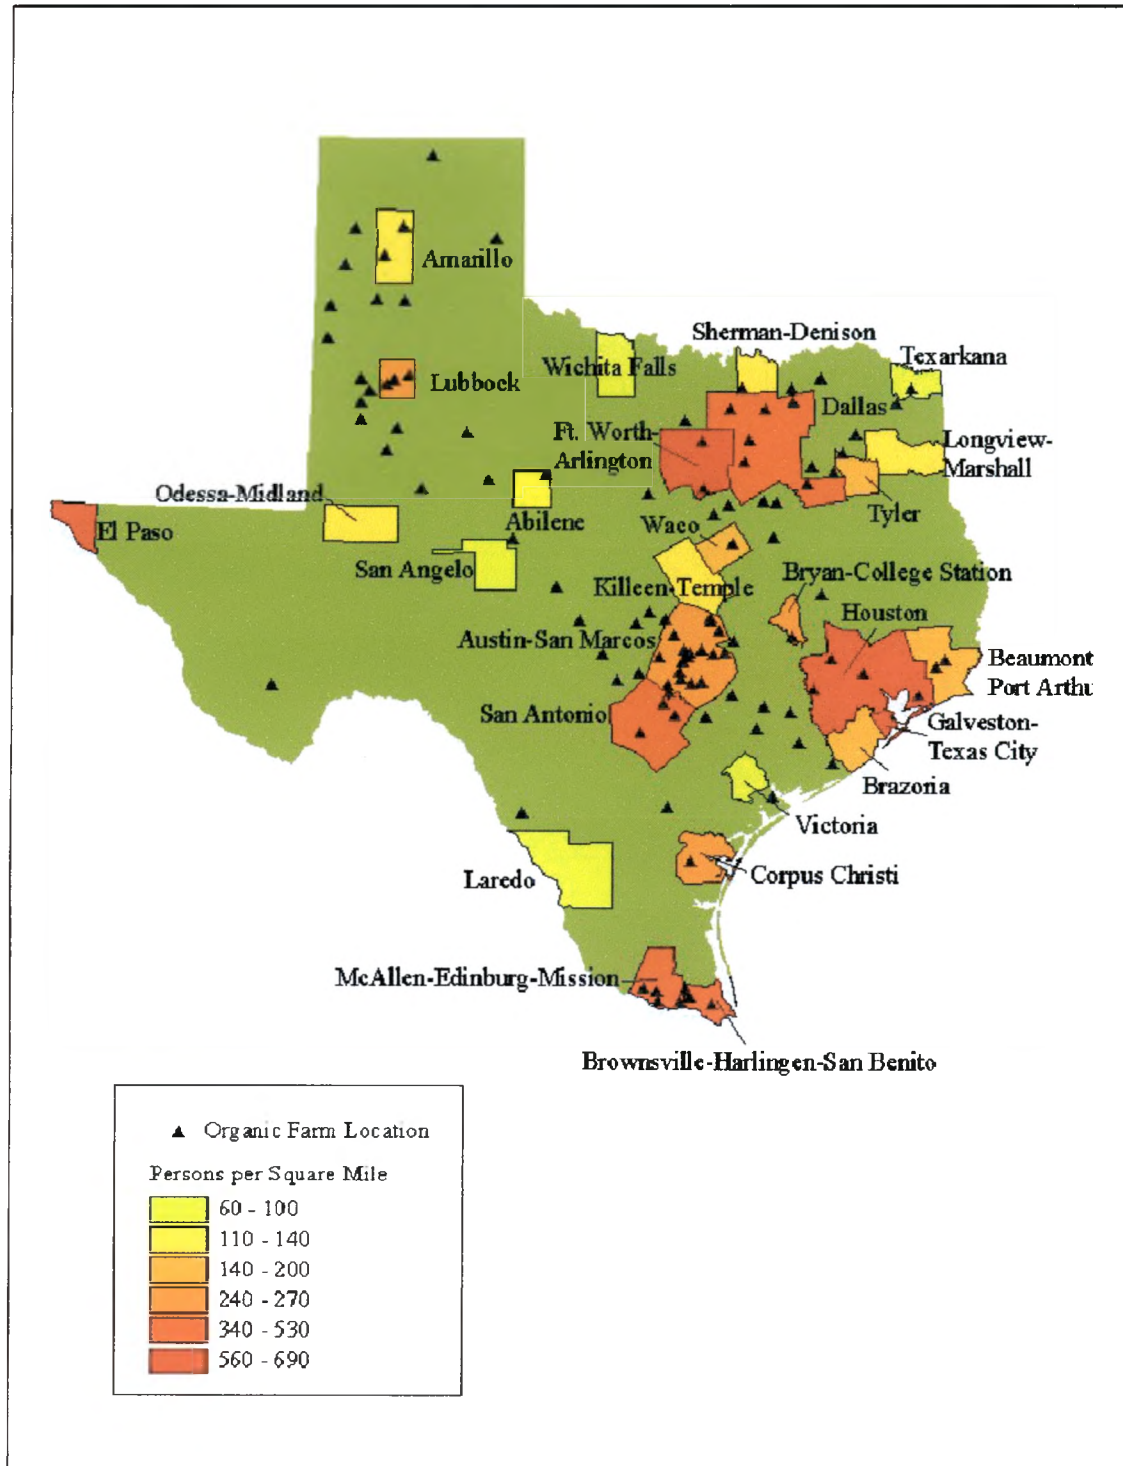 Amarillo
Lubbock
Wichita Falls
Sherman-Denison
Texarkana
Dallas
Ft. Worth-
Arlington
Longview-
Marshall
Odessa-Midland
El Paso
Abilene
Tyler
Waco
San Angelo
Killeen-Temple
Bryan-College Station
Houston
Austin-San Marcos
Beaumont
Port Arthu
San Antonio
Galveston-
Texas City
Brazoria
Victoria
Laredo
Corpus Christi
McAllen-Edinburg-Mission
Brownsville-Harlingen-San Benito
Organic Farm Location
Persons per Square Mile
60 - 100
110 - 140
140 - 200
240 - 270
340 - 530
560 - 690